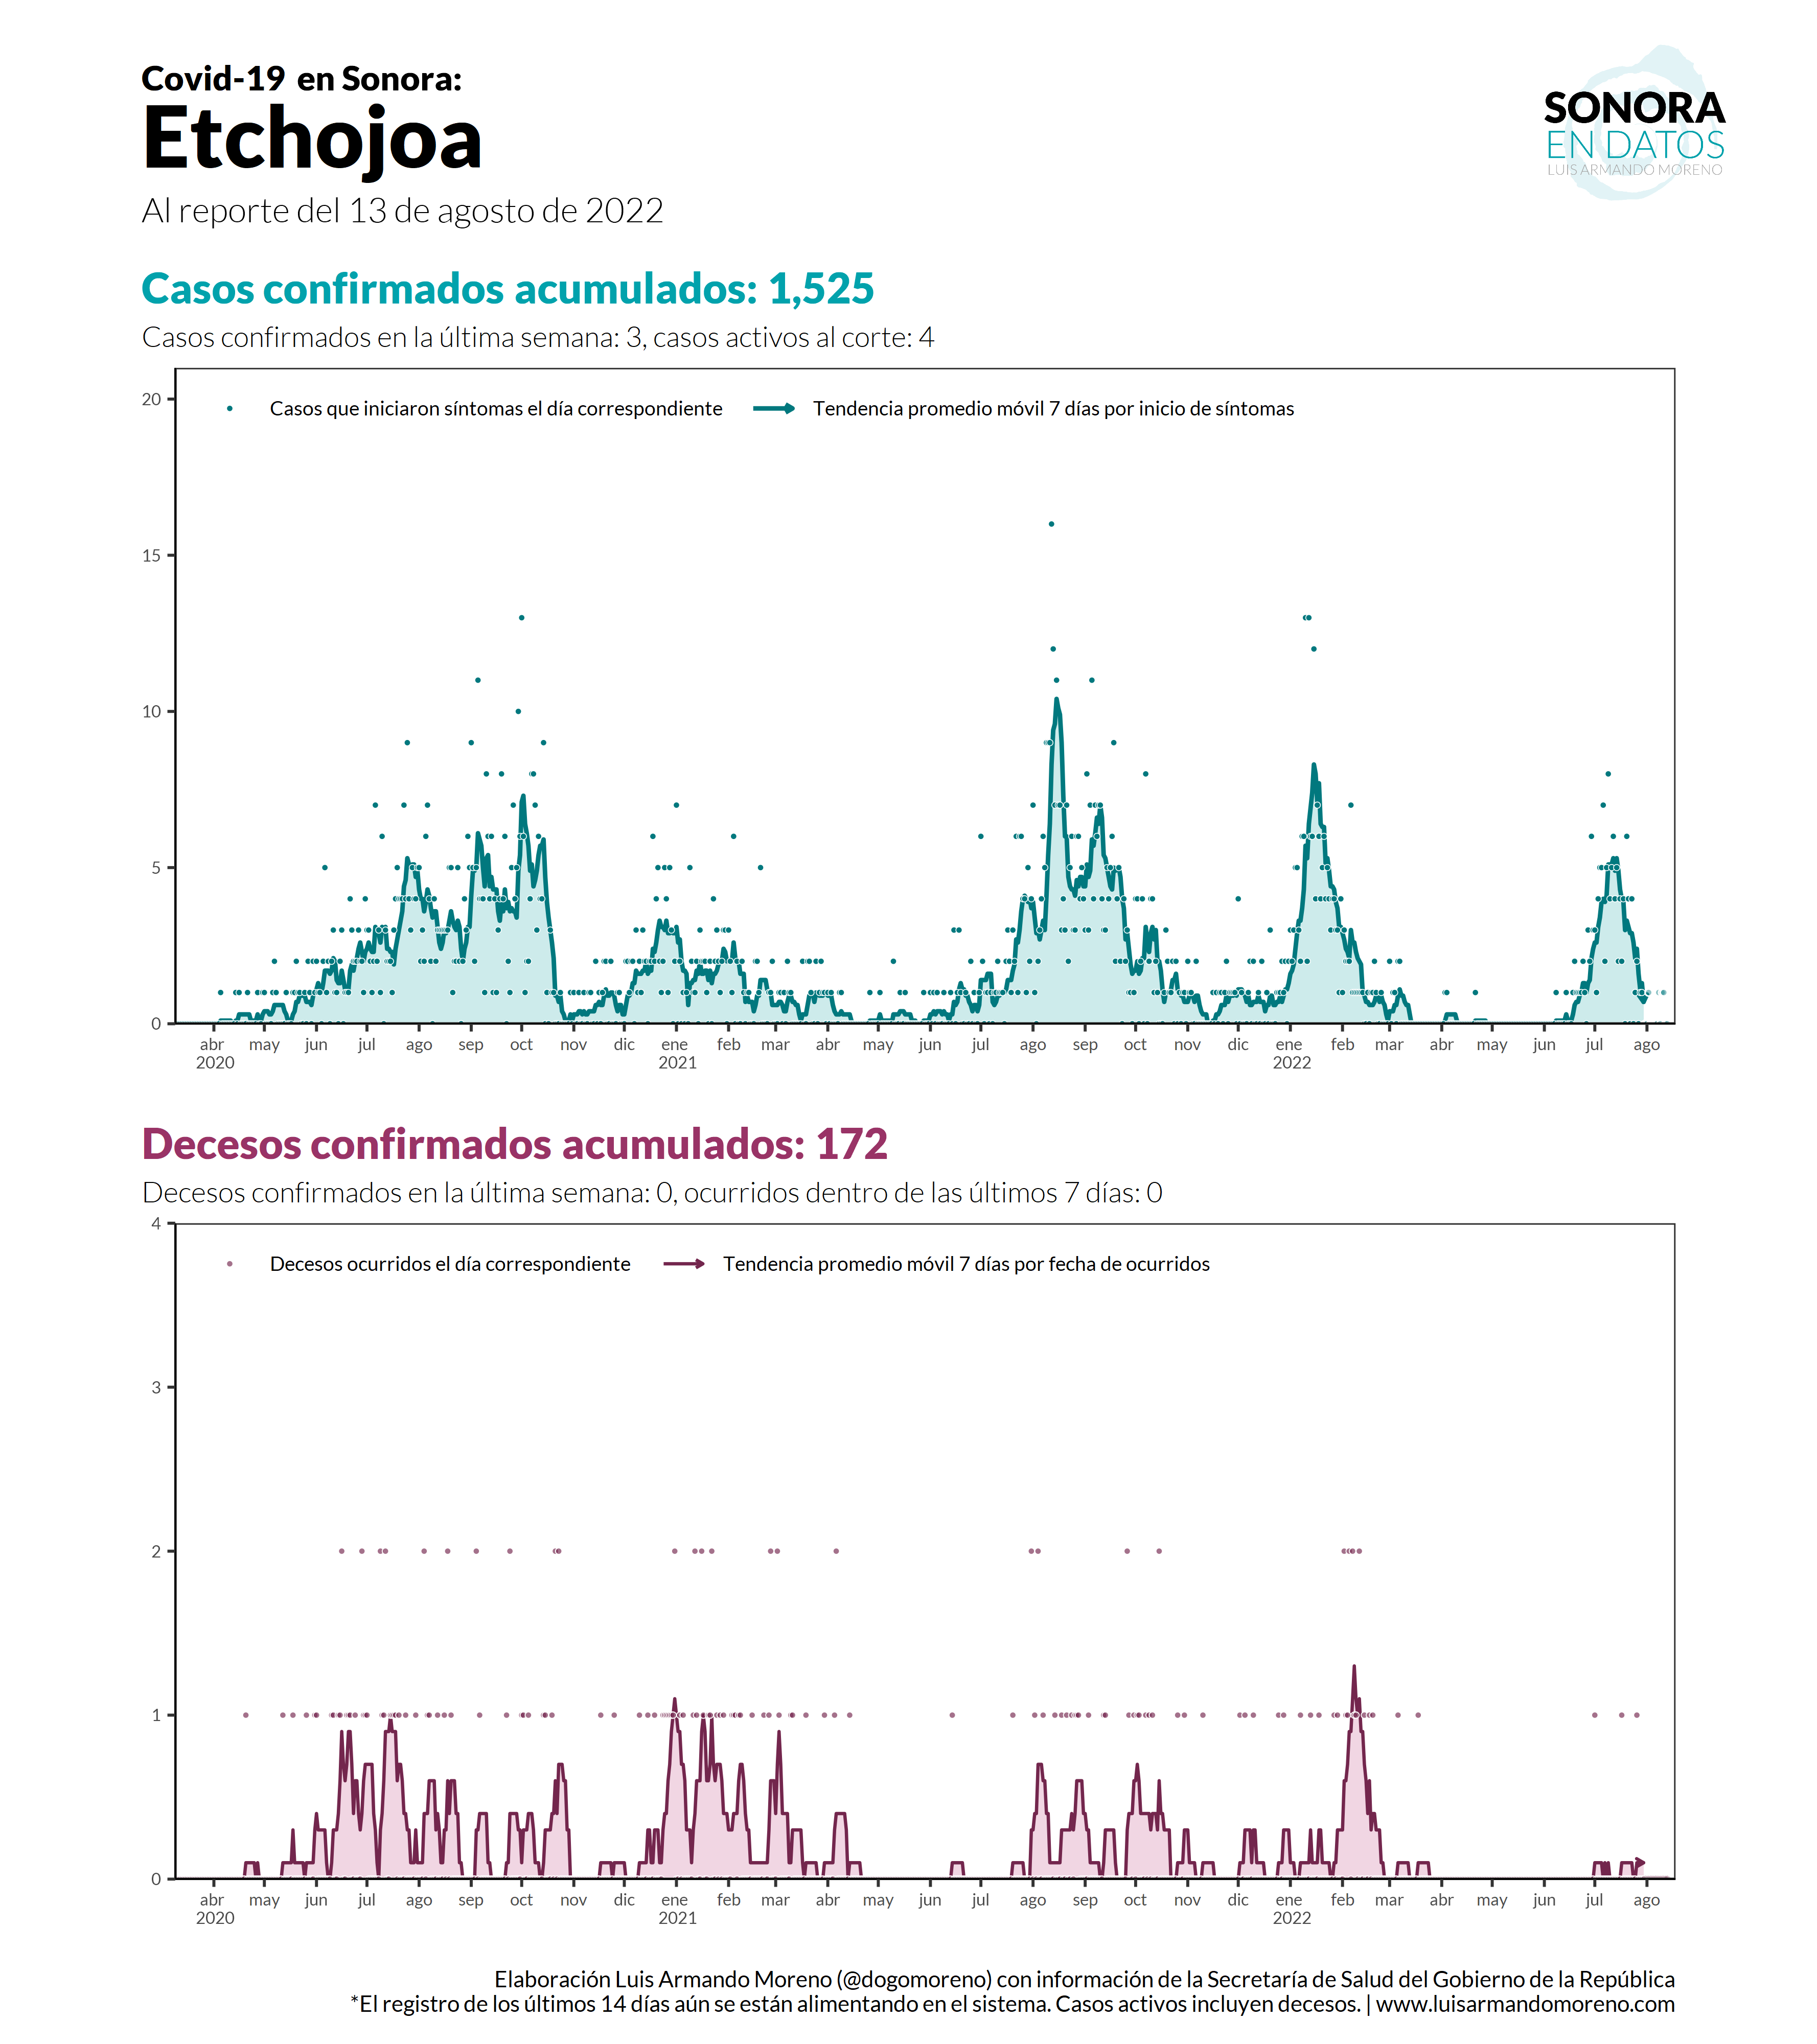 Covid-19 en Sonora:
Etchojoa
Al reporte del 13 de agosto de 2022
SONORA
EN DATOS
LUIS ARMANDO MORENO
Casos confirmados acumulados: 1,525
Casos confirmados en la última semana: 3, casos activos al corte: 4
Casos que iniciaron síntomas el día correspondiente Tendencia promedio móvil 7 días por inicio de síntomas
20
15
10
5
0
abr may jun jul ago sep oct nov dic ene feb mar abr may jun jul ago sep oct nov dic ene feb mar abr may jun jul ago
2020 2021 2022
Decesos confirmados acumulados: 172
Decesos confirmados en la última semana: 0, ocurridos dentro de las últimos 7 días: 0
4
Decesos ocurridos el día correspondiente Tendencia promedio móvil 7 días por fecha de ocurridos
3
2
1
0
abr may jun jul ago sep oct nov dic ene feb mar abr may jun jul ago sep oct nov dic ene feb mar abr may jun jul ago
2020 2021 2022
Elaboración Luis Armando Moreno (@dogomoreno) con información de la Secretaría de Salud del Gobierno de la República
*El registro de los últimos 14 días aún se están alimentando en el sistema. Casos activos incluyen decesos. | www.luisarmandomoreno.com